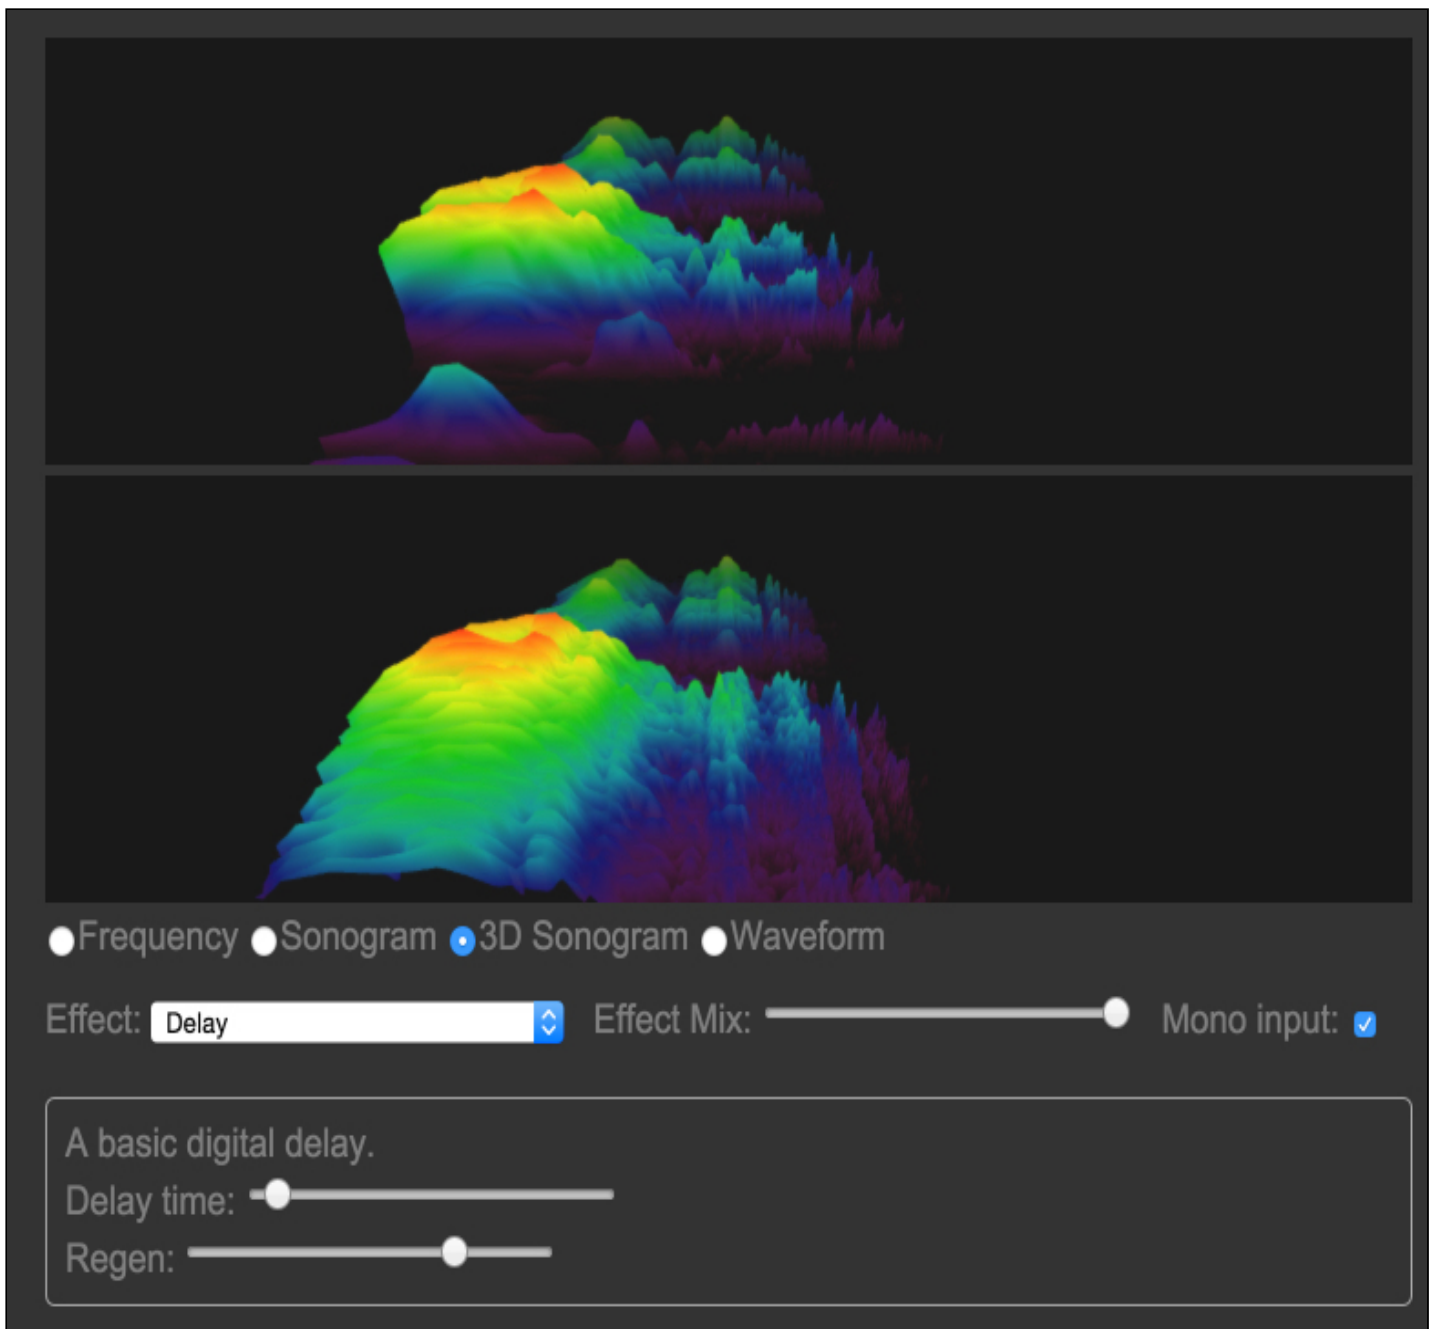 Frequency Sonogram 3D Sonogram Waveform
Effect: Delay Effect Mix: Mono input:
A basic digital delay.
Delay time:
Regen: